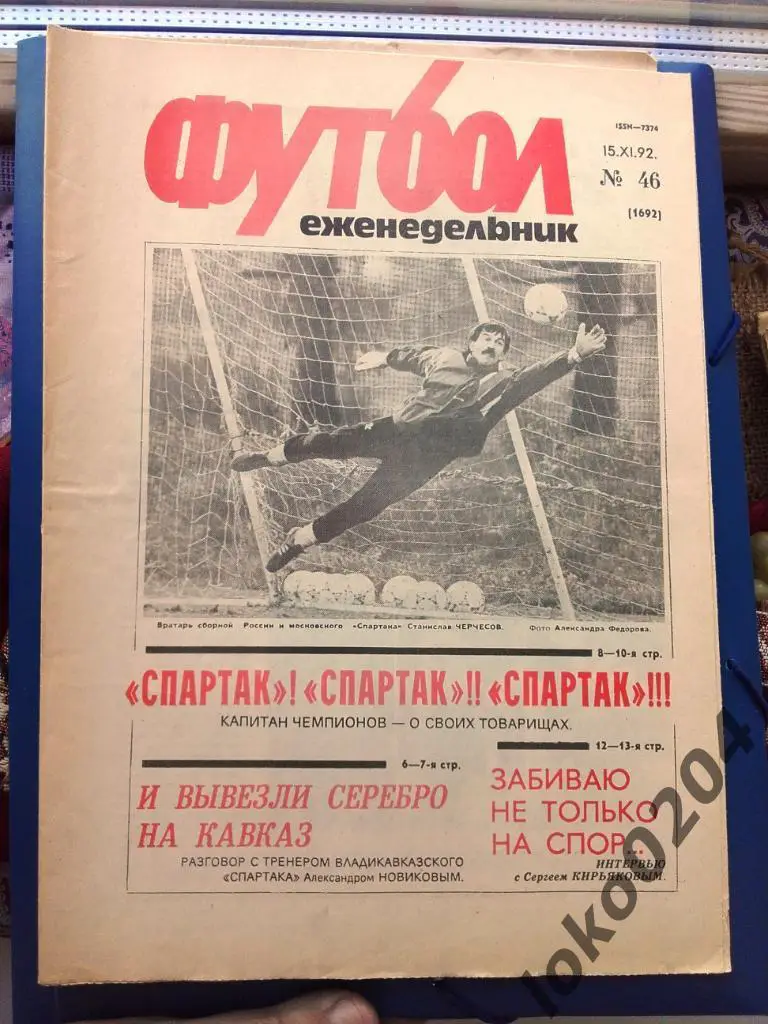 ФУТБОЛ
еженедельник
ISSN—7374
15.XI.92.
№ 46
(1692)
Вратарь сборной России и московского «Спартака» Станислав ЧЕРЧЕСОВ. Фото Александра Федорова.
8—10-я стр.
«СПАРТАК»! «СПАРТАК»!! «СПАРТАК»!!!
КАПИТАН ЧЕМПИОНОВ — О СВОИХ ТОВАРИЩАХ.
6—7-я стр.
И ВЫВЕЗЛИ СЕРЕБРО
НА КАВКАЗ
РАЗГОВОР С ТРЕНЕРОМ ВЛАДИКАВКАЗСКОГО
«СПАРТАКА» Александром НОВИКОВЫМ.
12—13-я стр.
ЗАБИВАЮ
НЕ ТОЛЬКО
НА СПОР...
ИНТЕРВЬЮ
с Сергеем КИРЬЯКОВЫМ.
loko0204